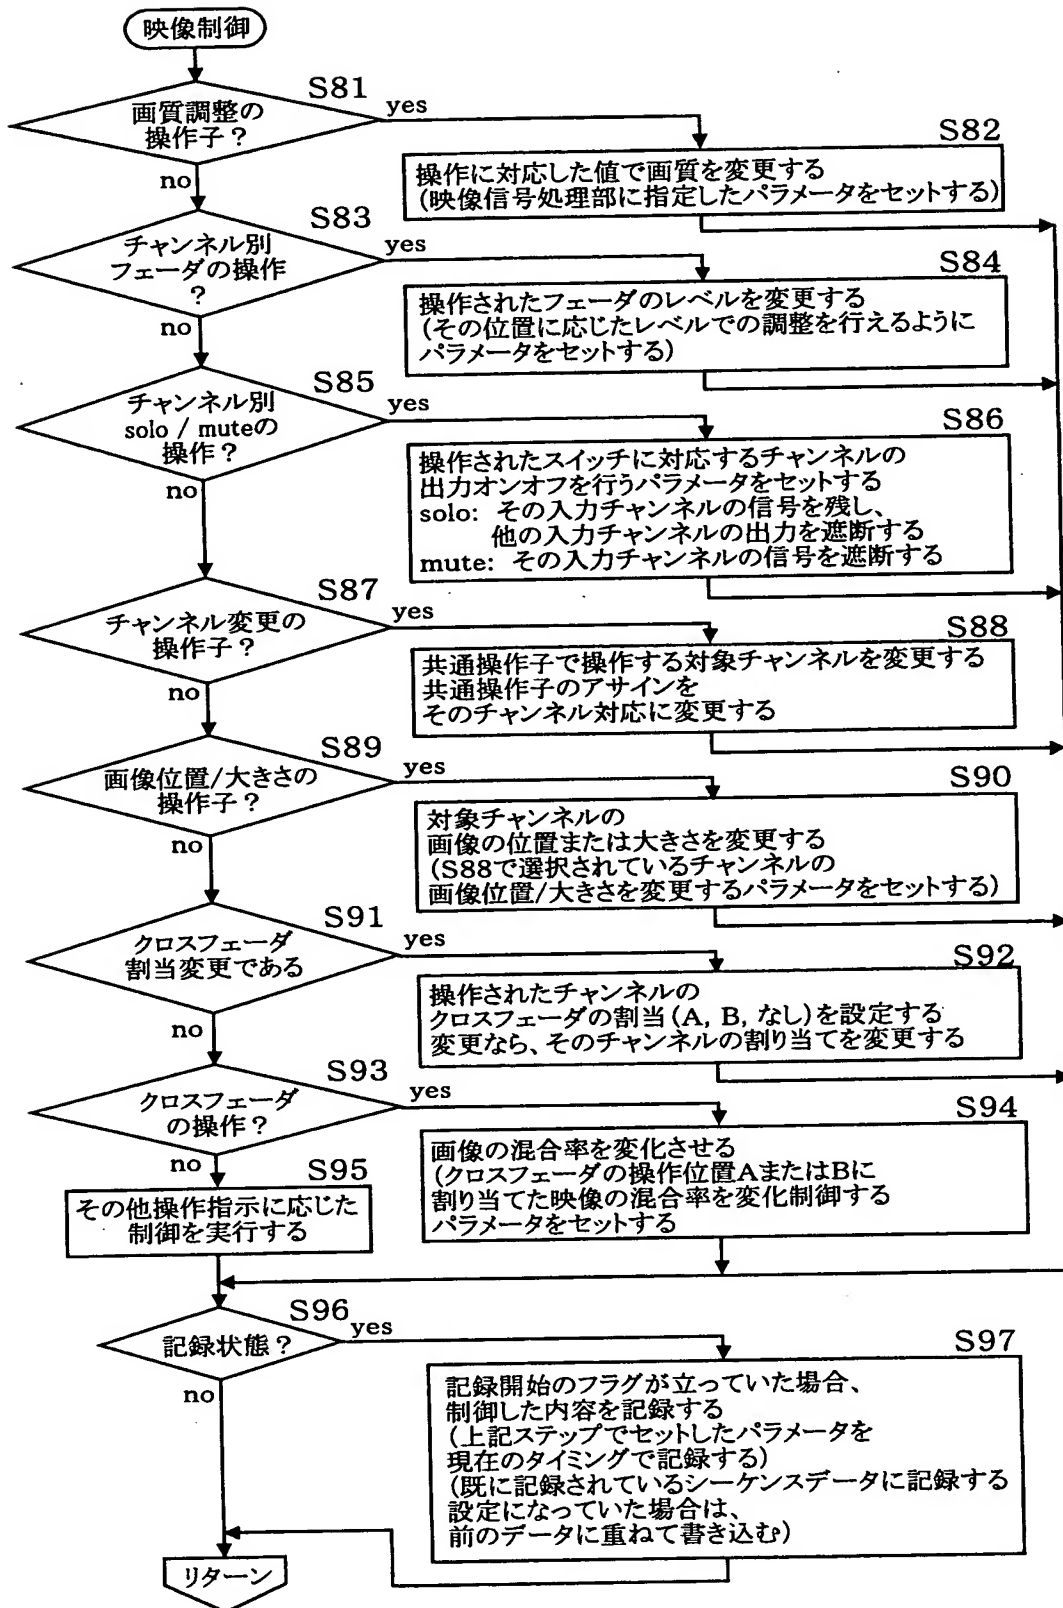 映像制御
S81
画質調整の
操作子?
yes
no
S82
操作に対応した値で画質を変更する
(映像信号処理部に指定したパラメータをセットする)
S83
チャンネル別
フェーダの操作
?
yes
no
S84
操作されたフェーダのレベルを変更する
(その位置に応じたレベルでの調整を行えるように
パラメータをセットする)
S85
チャンネル別
solo / muteの
操作?
yes
no
S86
操作されたスイッチに対応するチャンネルの
出力オンオフを行うパラメータをセットする
solo: その入力チャンネルの信号を残し、
他の入力チャンネルの出力を遮断する
mute: その入力チャンネルの信号を遮断する
S87
チャンネル変更の
操作子?
yes
no
S88
共通操作子で操作する対象チャンネルを変更する
共通操作子のアサインを
そのチャンネル対応に変更する
S89
画像位置/大きさの
操作子?
yes
no
S90
対象チャンネルの
画像の位置または大きさを変更する
(S88で選択されているチャンネルの
画像位置/大きさを変更するパラメータをセットする)
S91
クロスフェーダ
割当変更である
yes
no
S92
操作されたチャンネルの
クロスフェーダの割当(A, B, なし)を設定する
変更なら、そのチャンネルの割り当てを変更する
S93
クロスフェーダ
の操作?
yes
no
S94
画像の混合率を変化させる
(クロスフェーダの操作位置AまたはBに
割り当てた映像の混合率を変化制御する
パラメータをセットする
S95
その他操作指示に応じた
制御を実行する
S96
記録状態?
yes
no
S97
記録開始のフラグが立っていた場合、
制御した内容を記録する
(上記ステップでセットしたパラメータを
現在のタイミングで記録する)
(既に記録されているシーケンスデータに記録する
設定になっていた場合は、
前のデータに重ねて書き込む)
リターン